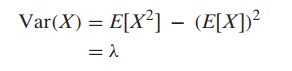 Var(X) = E[X²] − (E[X])²
= λ